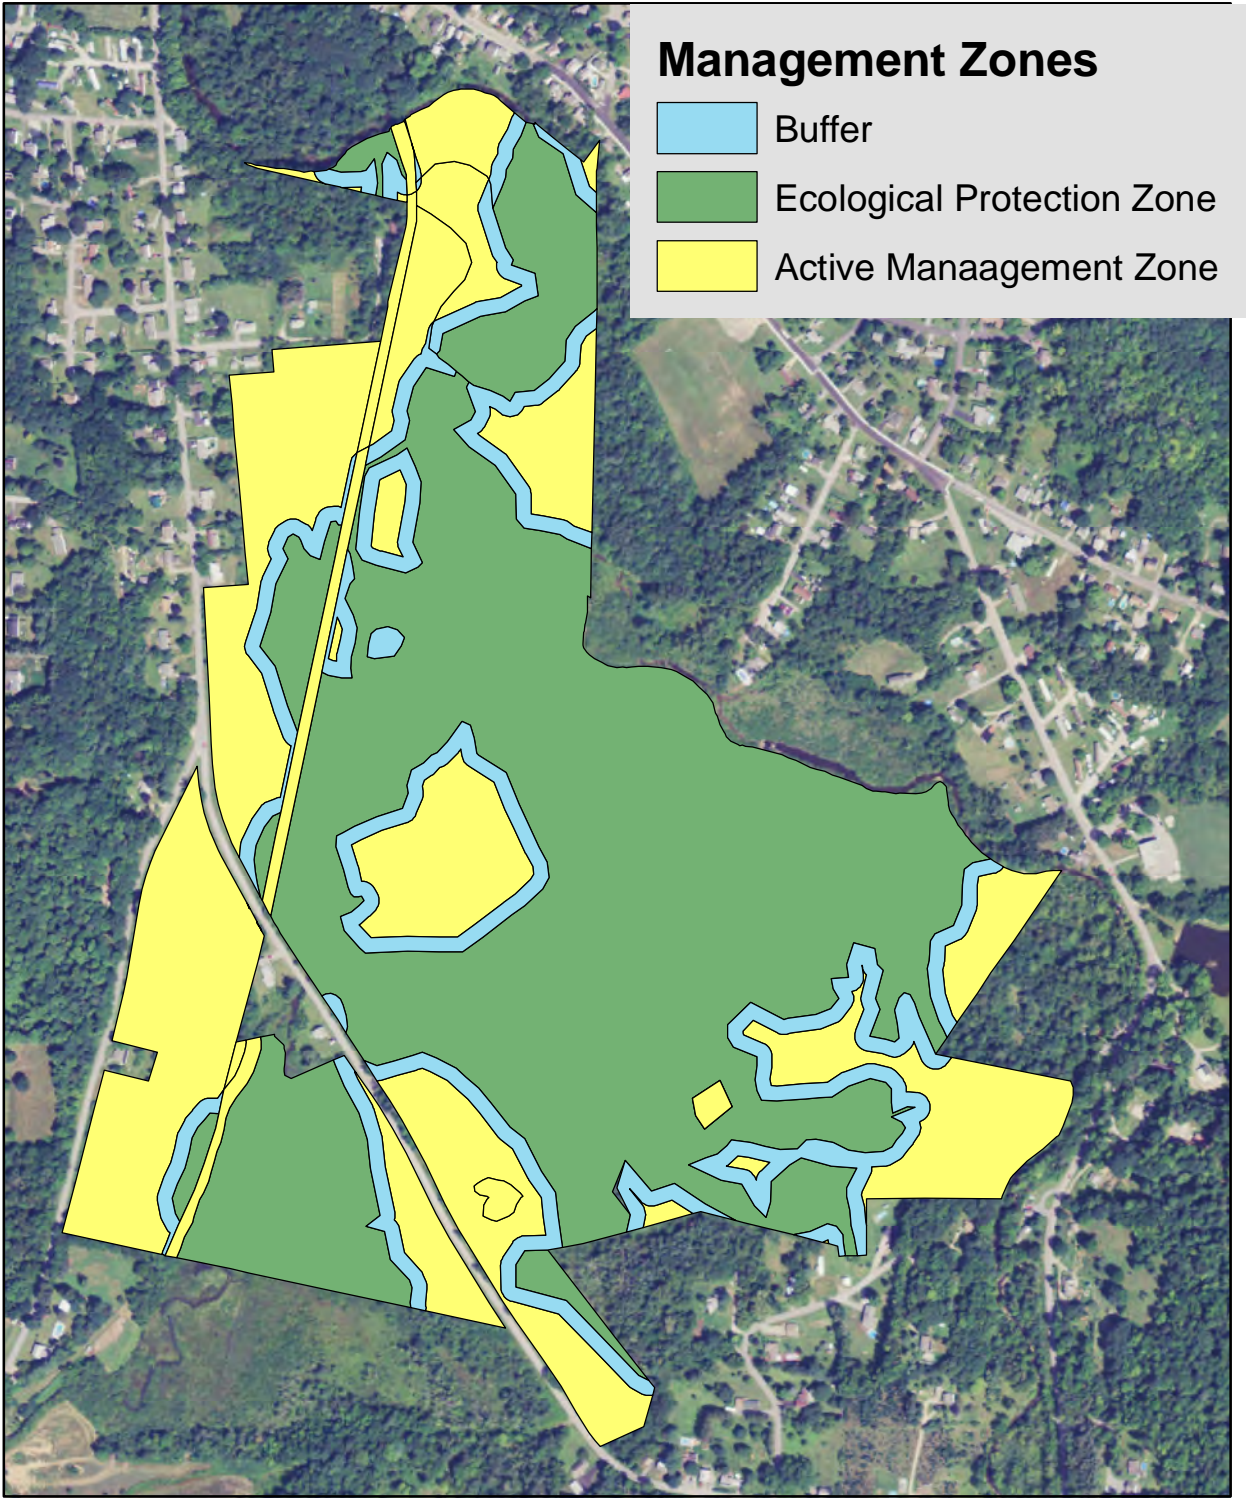 Management Zones
Buffer
Ecological Protection Zone
Active Manaagement Zone